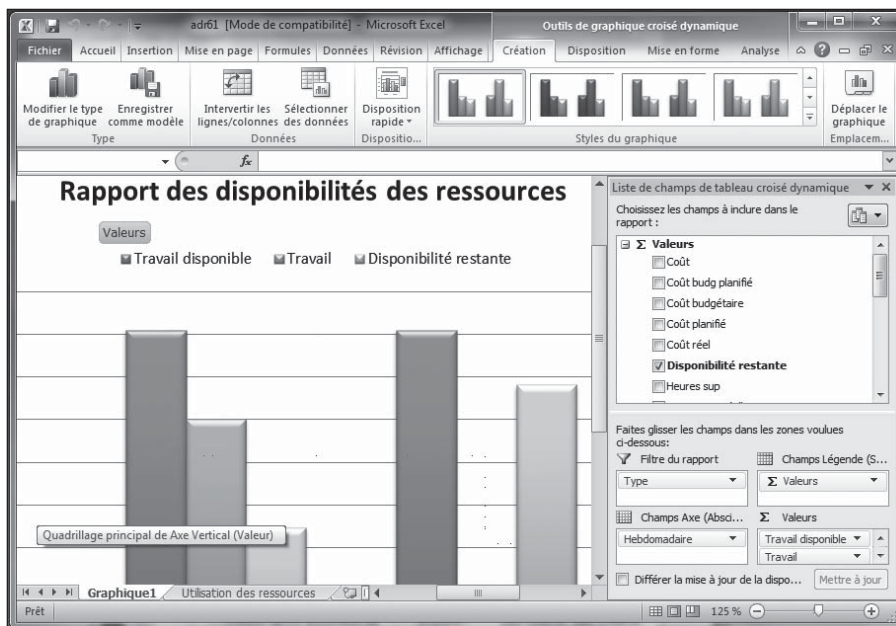 adr61 [Mode de compatibilité] - Microsoft Excel
Outils de graphique croisé dynamique
Fichier Accueil Insertion Mise en page Formules Données Révision Affichage Création Disposition Mise en forme Analyse
Modifier le type de graphique
Enregistrer comme modèle
Intervertir les lignes/colonnes
Sélectionner des données
Disposition rapide
Déplacer le graphique
Type
Données
Dispositio...
Styles du graphique
Emplacem...
fx
Rapport des disponibilités des ressources
Valeurs
Travail disponible Travail Disponibilité restante
Quadrillage principal de Axe Vertical (Valeur)
Liste de champs de tableau croisé dynamique
Choisissez les champs à inclure dans le
rapport :
Σ Valeurs
Coût
Coût budg planifié
Coût budgétaire
Coût planifié
Coût réel
Disponibilité restante
Heures sup
Faites glisser les champs dans les zones voulues
ci-dessous:
Filtre du rapport
Champs Légende (S...
Type
Σ Valeurs
Champs Axe (Absci...
Σ Valeurs
Hebdomadaire
Travail disponible
Travail
Différer la mise à jour de la dispo...
Mettre à jour
Graphique1 Utilisation des ressources
Prêt
125 %